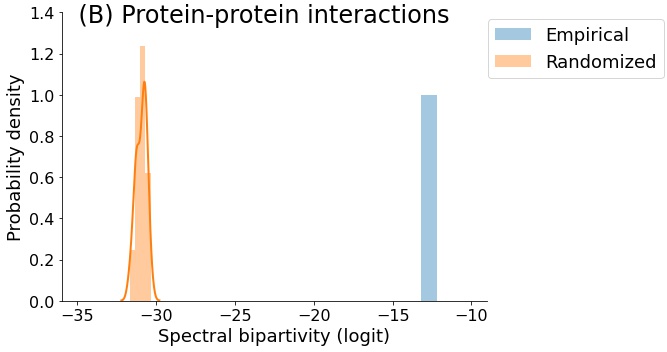 (B) Protein-protein interactions
Empirical
Randomized
Probability density
1.4
1.2
1.0
0.8
0.6
0.4
0.2
0.0
−35 −30 −25 −20 −15 −10
Spectral bipartivity (logit)